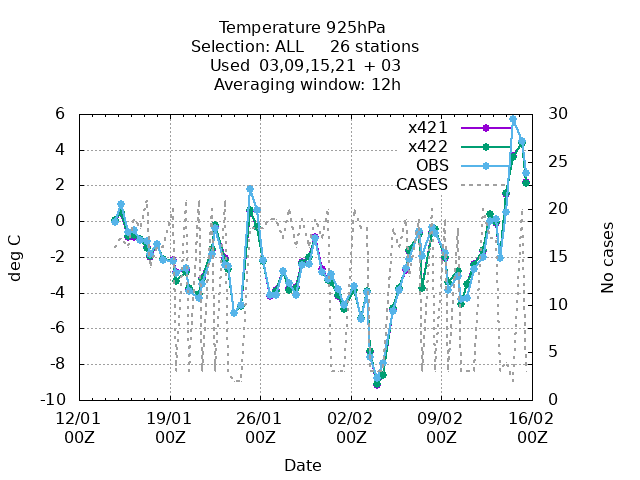 Temperature 925hPa
Selection: ALL     26 stations
Used 03,09,15,21 + 03
Averaging window: 12h
x421
x422
OBS
CASES
6
4
2
0
-2
-4
-6
-8
-10
30
25
20
15
10
5
0
deg C
No cases
12/01 19/01 26/01 02/02 09/02 16/02
00Z 00Z 00Z 00Z 00Z 00Z
Date